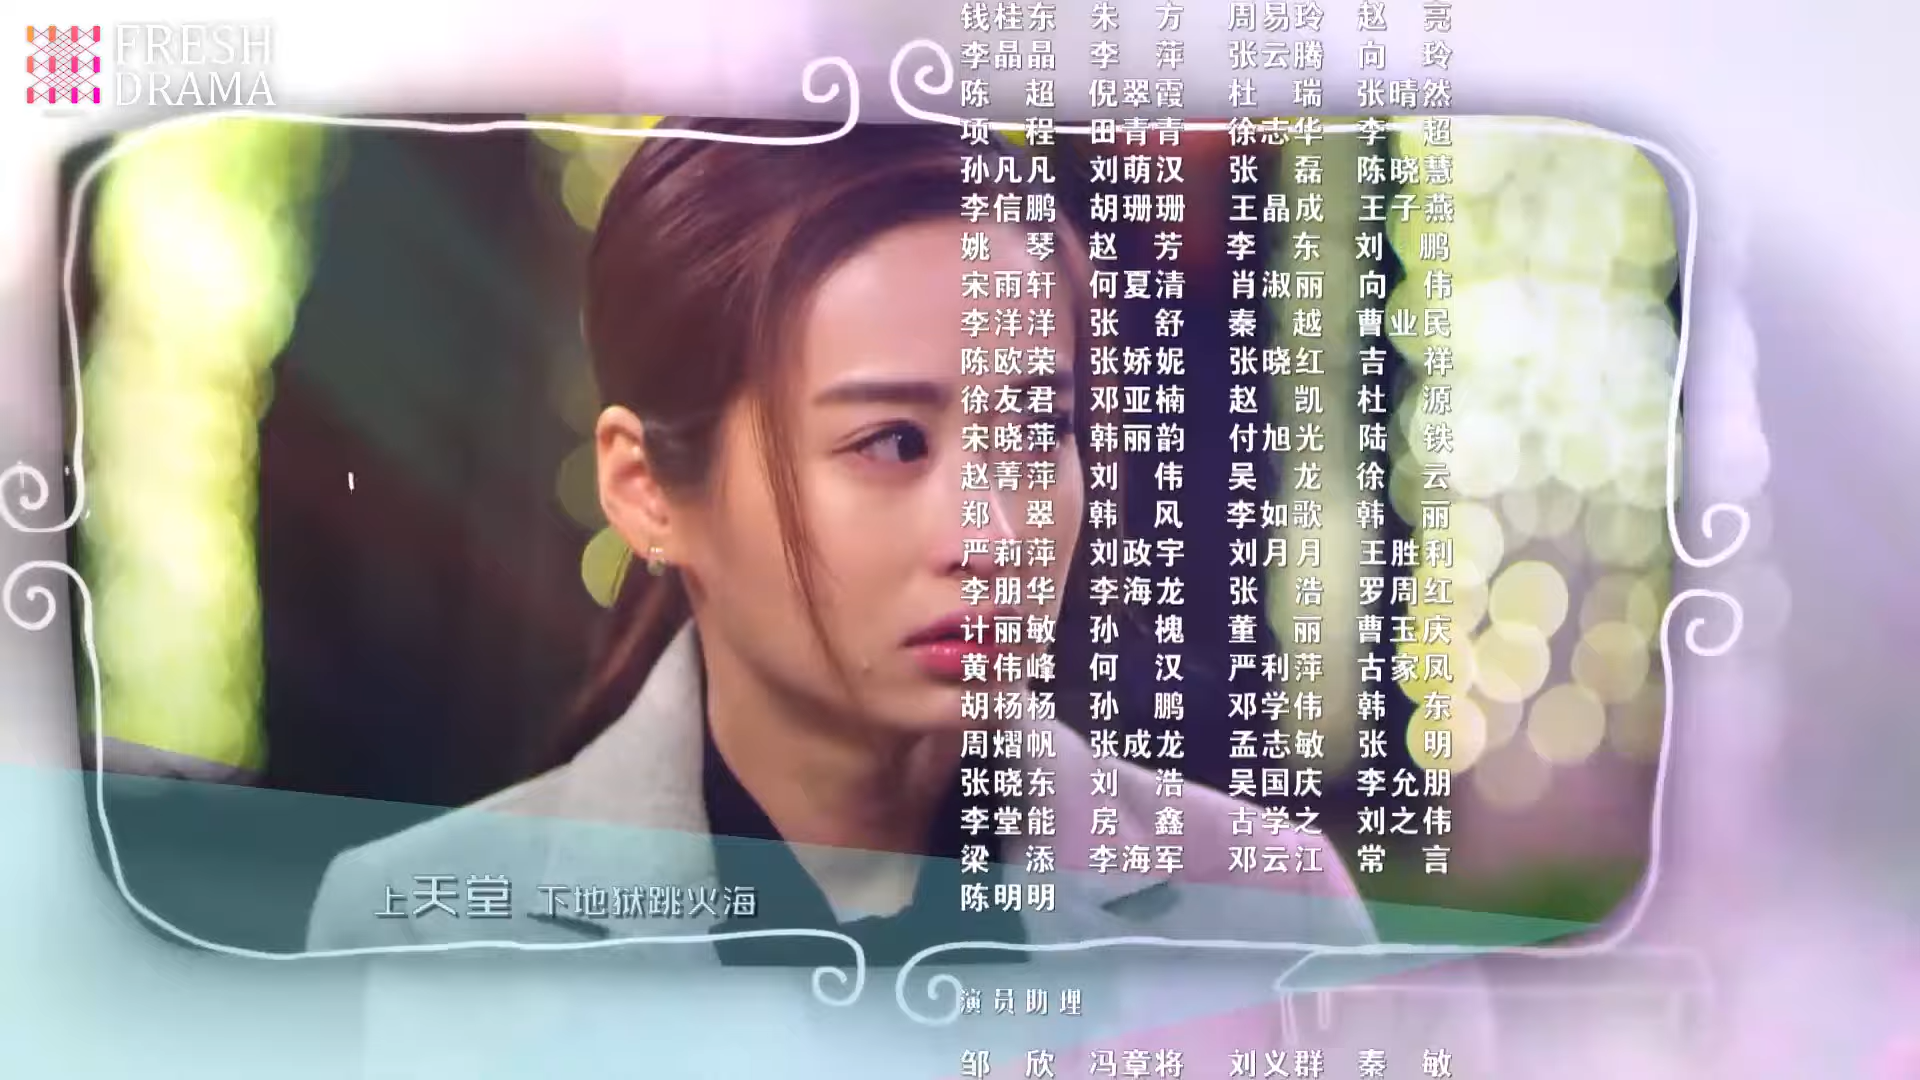 FRESH
DRAMA
钱桂东 朱方 周易玲 赵亮
李晶晶 李萍 张云腾 向玲
陈超 倪翠霞 杜瑞 张晴然
项程 田青青 徐志华 李超
孙凡凡 刘萌汉 张磊 陈晓慧
李信鹏 胡珊珊 王晶成 王子燕
姚琴 赵芳 李东 刘鹏
宋雨轩 何夏清 肖淑丽 向伟
李洋洋 张舒 秦越 曹业民
陈欧荣 张娇妮 张晓红 吉祥
徐友君 邓亚楠 赵凯 杜源
宋晓萍 韩丽韵 付旭光 陆铁
赵菁萍 刘伟 吴龙 徐云
郑翠 韩风 李如歌 韩丽
严莉萍 刘政宇 刘月月 王胜利
李朋华 李海龙 张浩 罗周红
计丽敏 孙槐 董丽 曹玉庆
黄伟峰 何汉 严利萍 古家凤
胡杨杨 孙鹏 邓学伟 韩东
周熠帆 张成龙 孟志敏 张明
张晓东 刘浩 吴国庆 李允朋
李堂能 房鑫 古学之 刘之伟
梁添 李海军 邓云江 常言
陈明明
上天堂 下地狱跳火海
演员助理
邹欣 冯章将 刘义群 秦敏